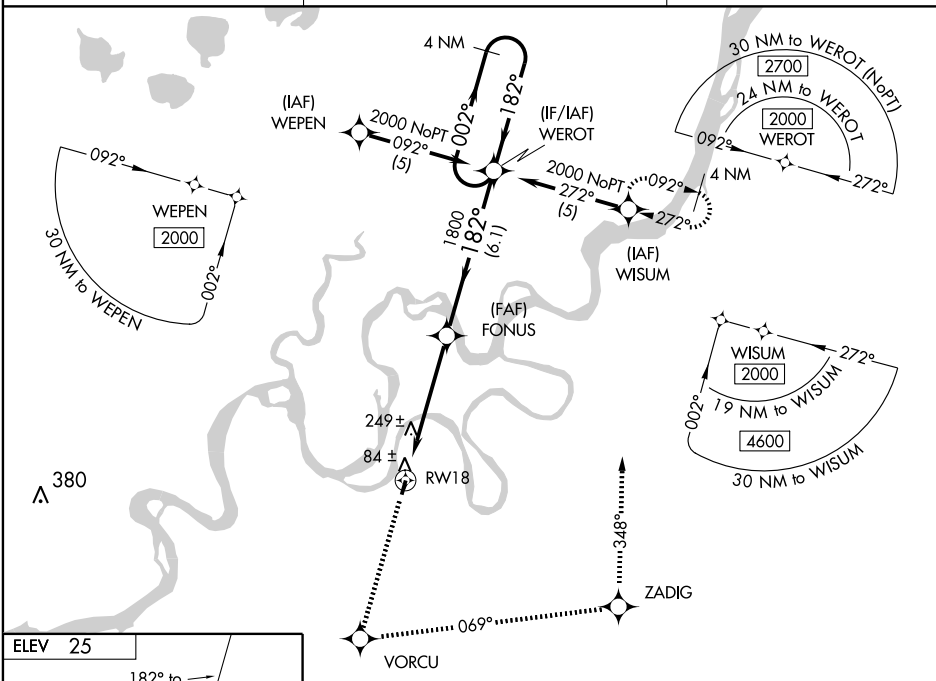 4 NM
182°
002°
(IAF)
WEPEN
2000 NoPT
092°
(5)
(IF/IAF)
WEROT
2000 NoPT
272°
(5)
092°
4 NM
272°
(IAF)
WISUM
30 NM to WEROT (NoPT)
2700
24 NM to WEROT
2000
WEROT
092°
272°
092°
WEPEN
2000
002°
30 NM to WEPEN
1800
182°
(6.1)
(FAF)
FONUS
WISUM
2000
272°
002°
19 NM to WISUM
4600
30 NM to WISUM
249 ±
84 ±
RW18
380
348°
ZADIG
069°
VORCU
ELEV 25
182° to